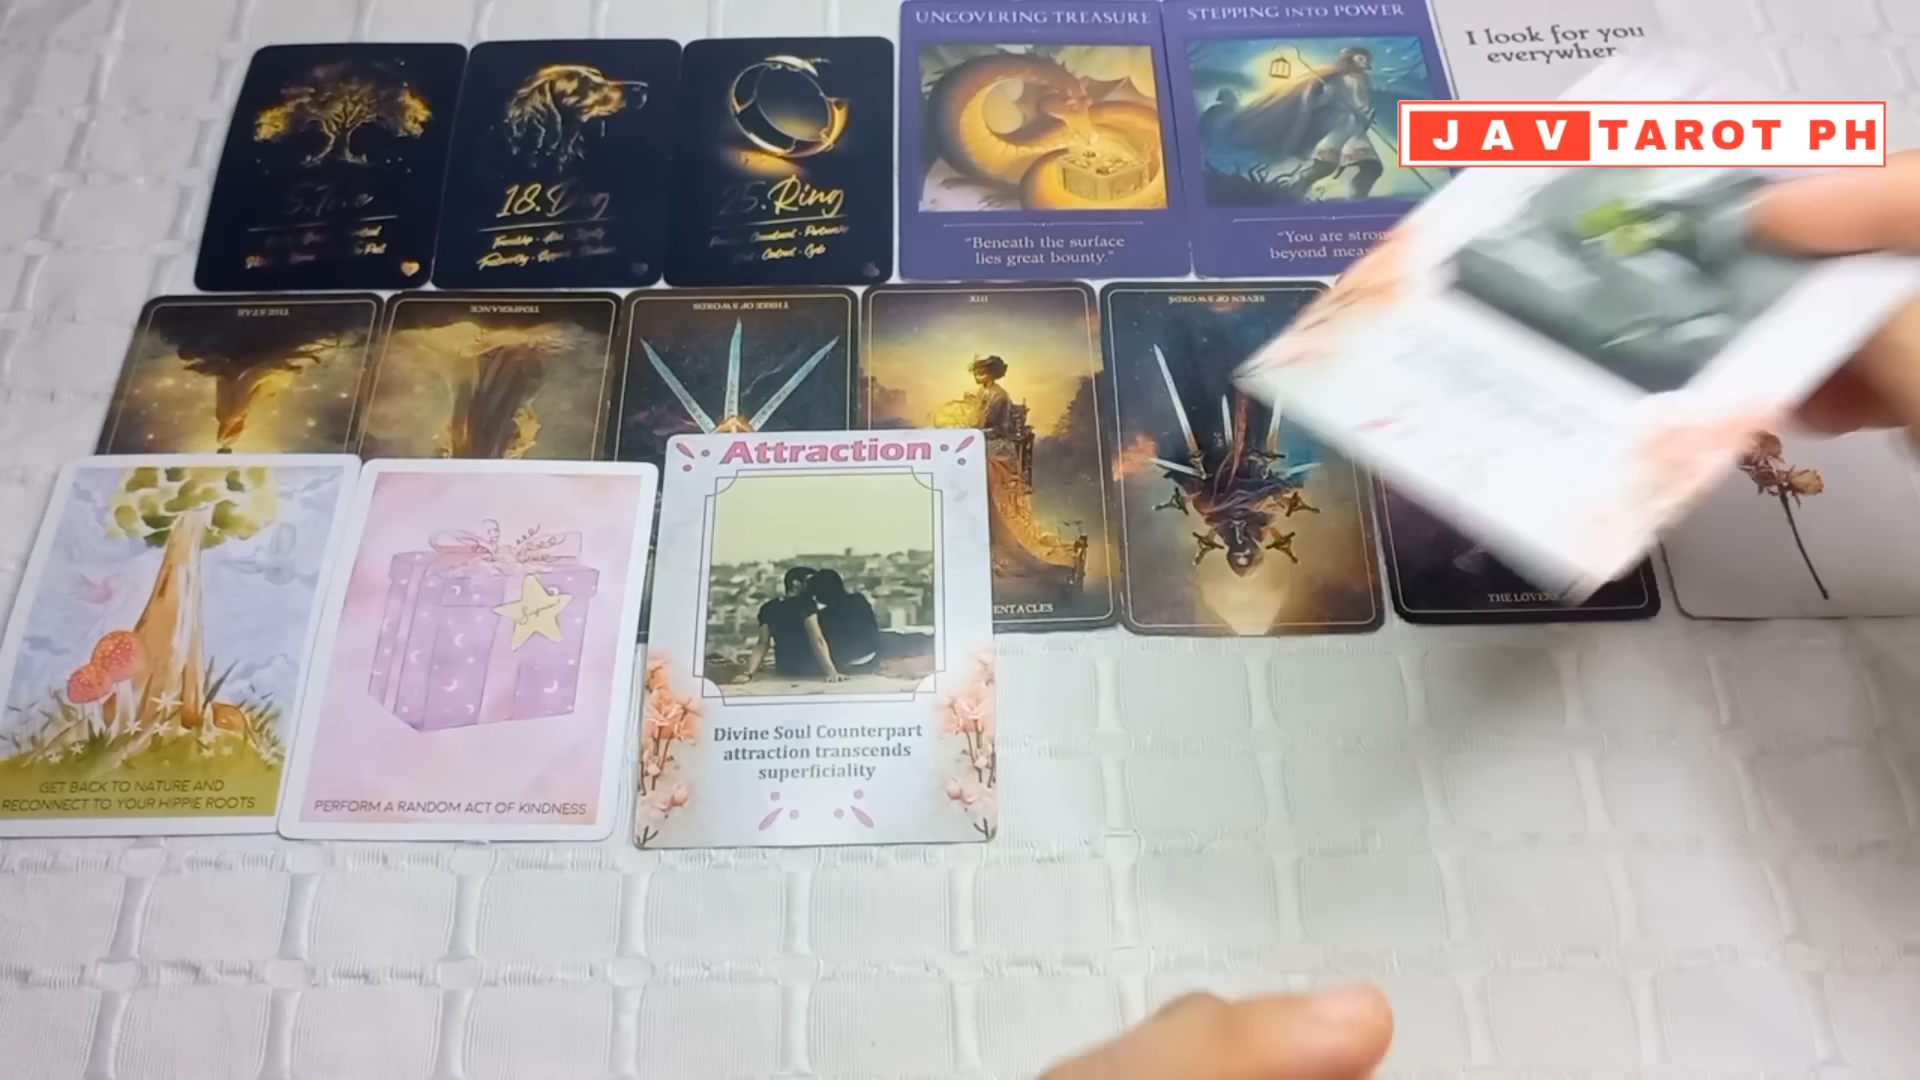 UNCOVERING TREASURE
STEPPING INTO POWER
I look for you
everywher
JAV TAROT PH
18. Dog
25. Ring
"Beneath the surface
lies great bounty."
"You are stron
beyond meas
THE STAR
TEMPERANCE
THREE OF SWORDS
SEVEN OF SWORDS
Attraction
ENTACLES
THE LOVERS
Divine Soul Counterpart
attraction transcends
superficiality
GET BACK TO NATURE AND
RECONNECT TO YOUR HIPPIE ROOTS
PERFORM A RANDOM ACT OF KINDNESS